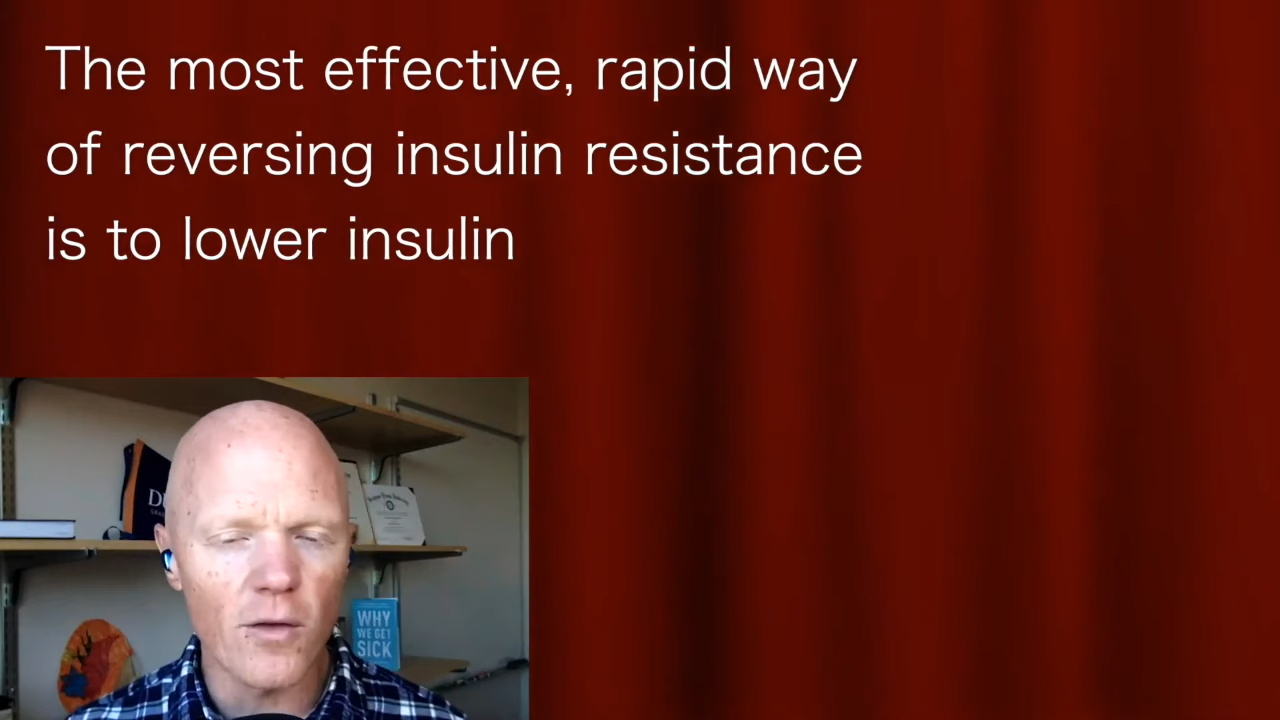 The most effective, rapid way
of reversing insulin resistance
is to lower insulin
WHY
WE GET
SICK